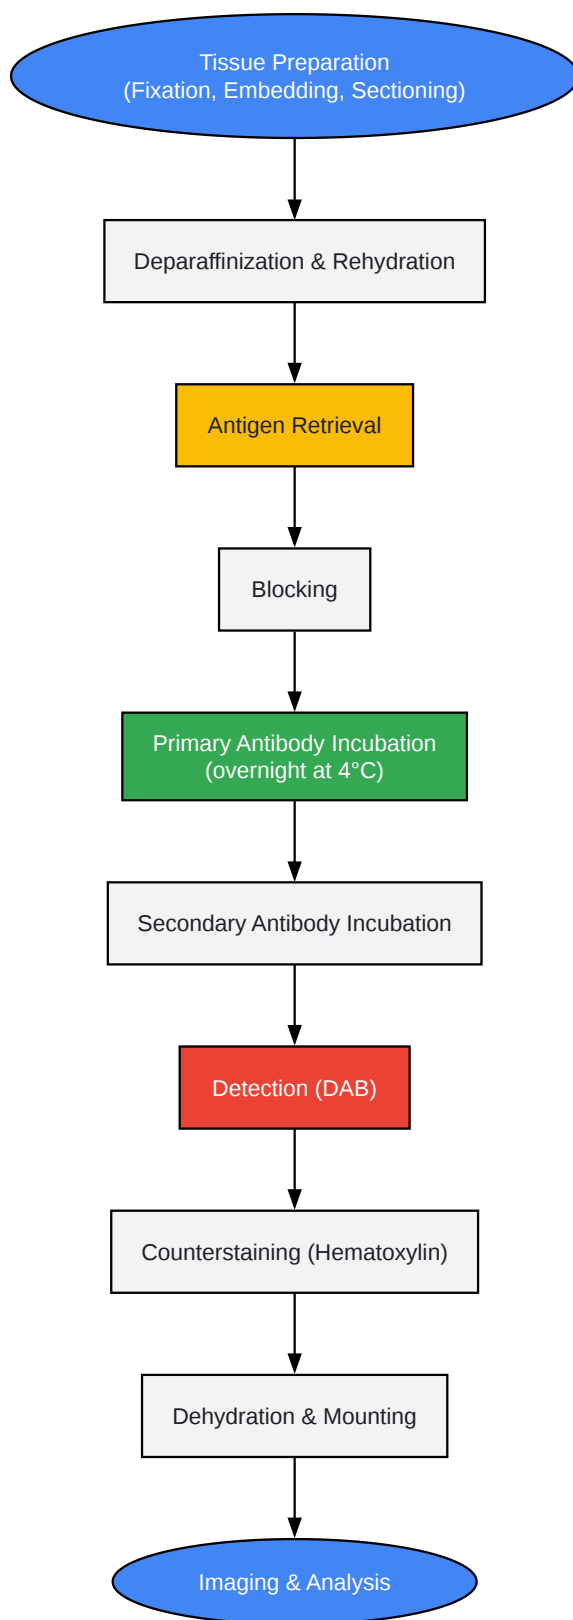 Tissue Preparation
(Fixation, Embedding, Sectioning)
Deparaffinization & Rehydration
Antigen Retrieval
Blocking
Primary Antibody Incubation
(overnight at 4°C)
Secondary Antibody Incubation
Detection (DAB)
Counterstaining (Hematoxylin)
Dehydration & Mounting
Imaging & Analysis